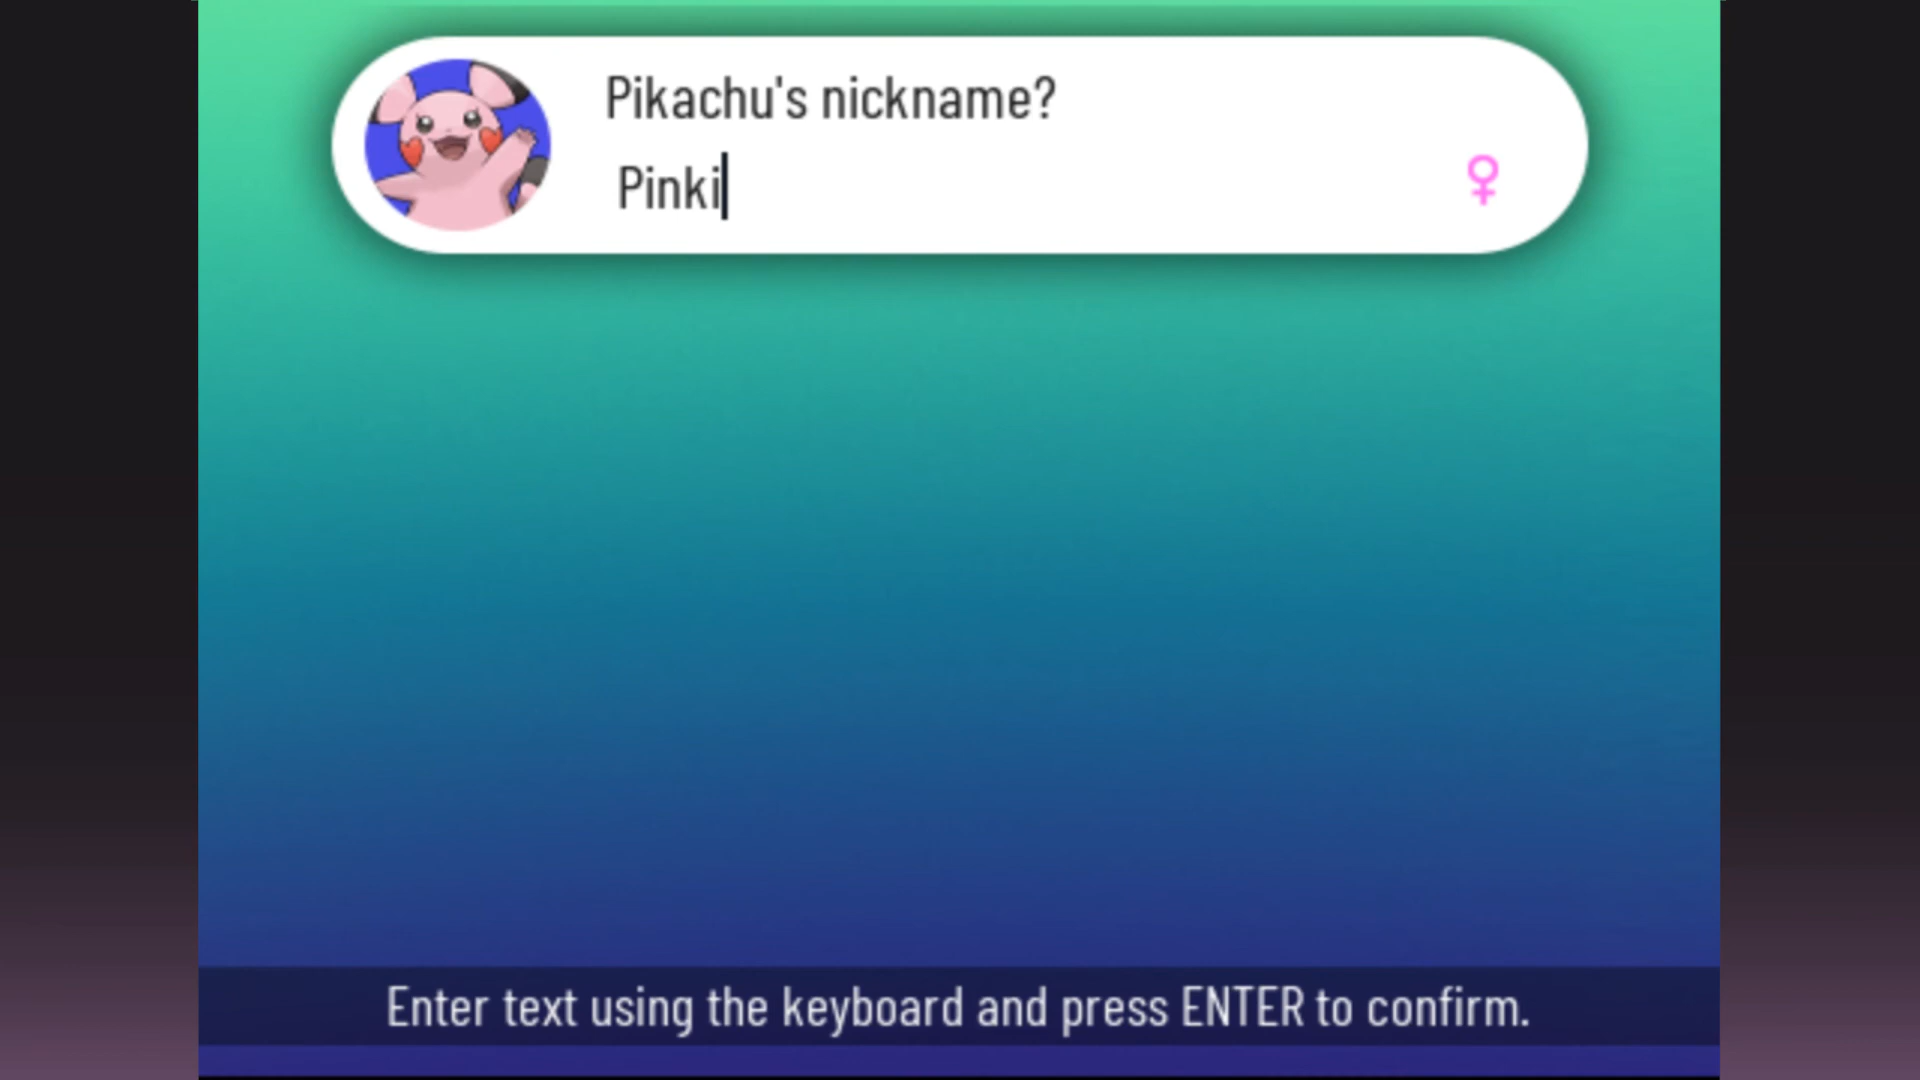 Pikachu's nickname?
Pinki
♀
Enter text using the keyboard and press ENTER to confirm.